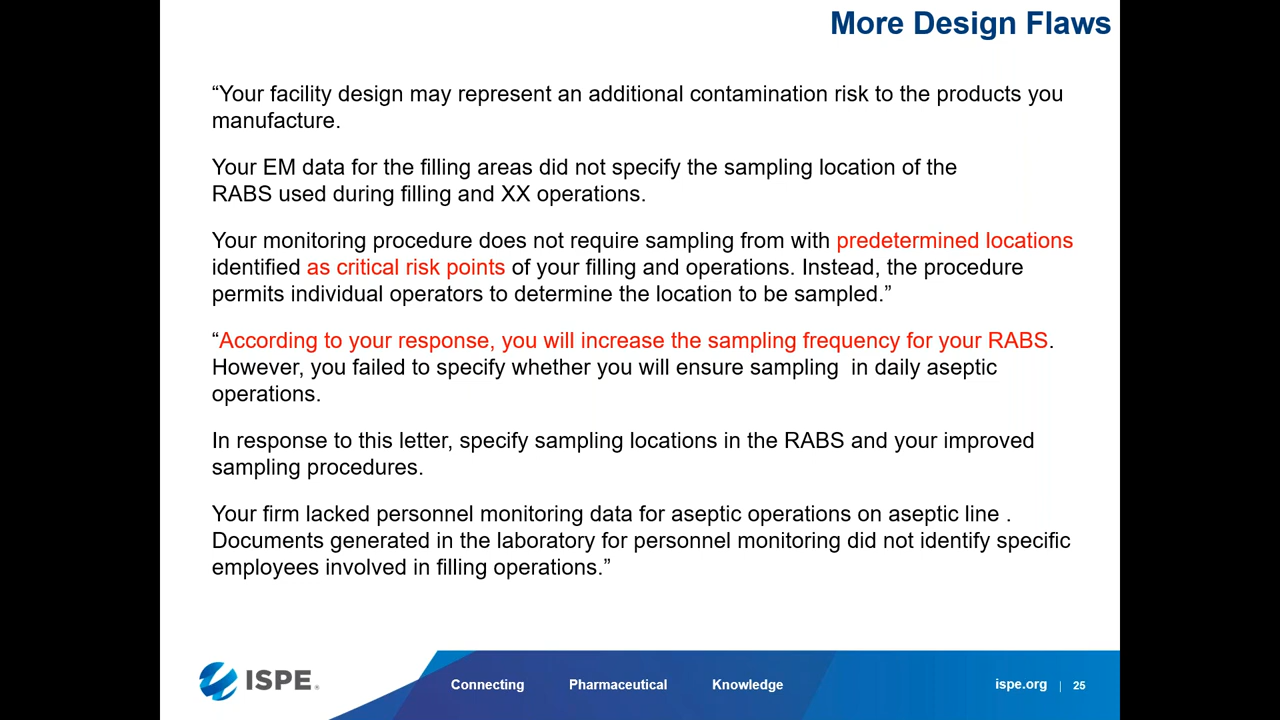 More Design Flaws
“Your facility design may represent an additional contamination risk to the products you
manufacture.
Your EM data for the filling areas did not specify the sampling location of the
RABS used during filling and XX operations.
Your monitoring procedure does not require sampling from with predetermined locations
identified as critical risk points of your filling and operations. Instead, the procedure
permits individual operators to determine the location to be sampled.”
“According to your response, you will increase the sampling frequency for your RABS.
However, you failed to specify whether you will ensure sampling  in daily aseptic
operations.
In response to this letter, specify sampling locations in the RABS and your improved
sampling procedures.
Your firm lacked personnel monitoring data for aseptic operations on aseptic line .
Documents generated in the laboratory for personnel monitoring did not identify specific
employees involved in filling operations.”
ISPE®
Connecting Pharmaceutical Knowledge
ispe.org | 25